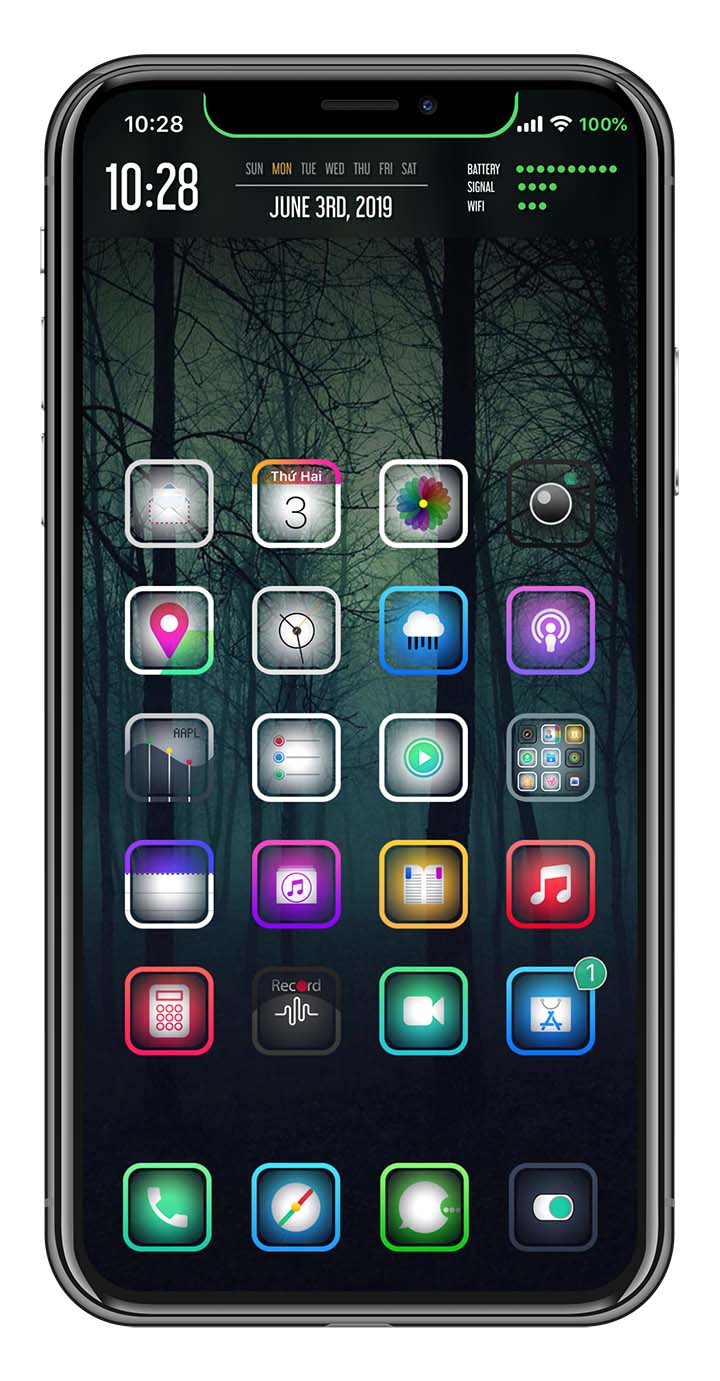 10:28 100%
10:28
SUN MON TUE WED THU FRI SAT
JUNE 3RD, 2019
BATTERY
SIGNAL
WIFI
Thứ Hai
3
AAPL
Record
1